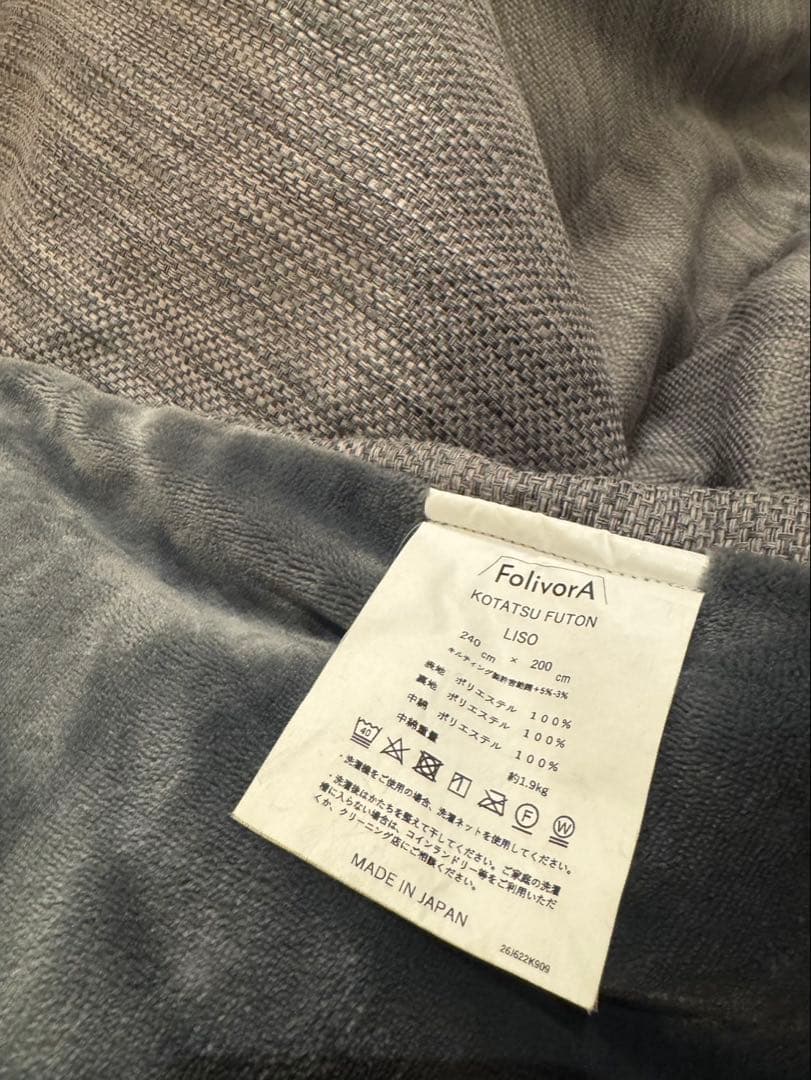 FolivorA
KOTATSU FUTON
LISO
240 cm × 200 cm
キルティング製許容範囲+5%-3%
表地 ポリエステル 100%
裏地 ポリエステル 100%
中綿 ポリエステル 100%
中綿重量 約1.9kg
40 F W
・洗濯機をご使用の場合、洗濯ネットを使用してください。
・洗濯後はかたちを整えて干してください。ご家庭の洗濯
槽に入らない場合は、コインランドリー等をご利用いただ
くか、クリーニング店にご相談ください。
MADE IN JAPAN
26J622K909